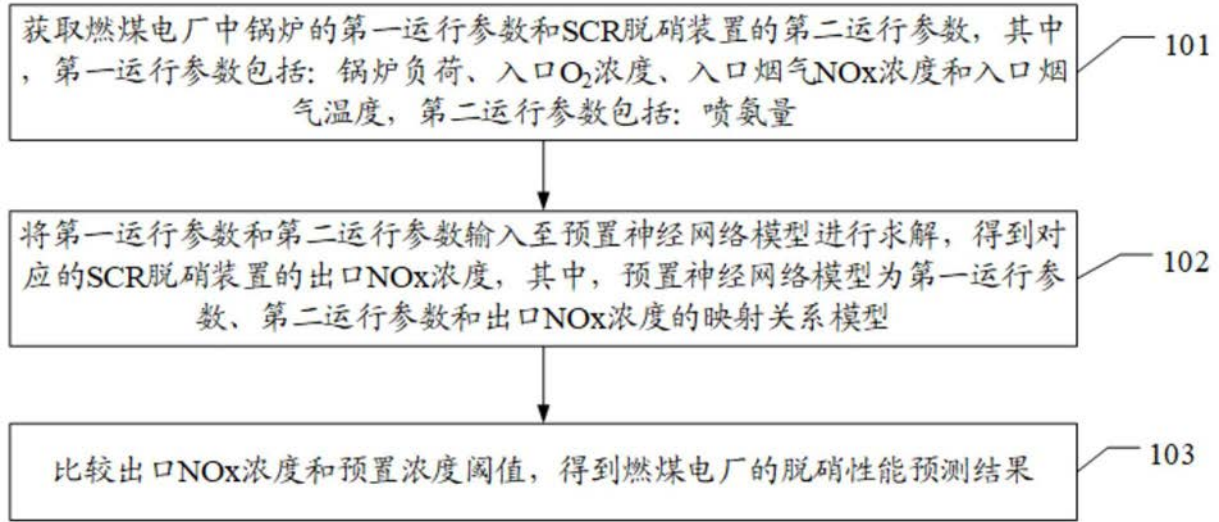 获取燃煤电厂中锅炉的第一运行参数和SCR脱硝装置的第二运行参数，其中
，第一运行参数包括：锅炉负荷、入口O₂浓度、入口烟气NOx浓度和入口烟
气温度，第二运行参数包括：喷氨量
101
将第一运行参数和第二运行参数输入至预置神经网络模型进行求解，得到对
应的SCR脱硝装置的出口NOx浓度，其中，预置神经网络模型为第一运行参
数、第二运行参数和出口NOx浓度的映射关系模型
102
比较出口NOx浓度和预置浓度阈值，得到燃煤电厂的脱硝性能预测结果
103